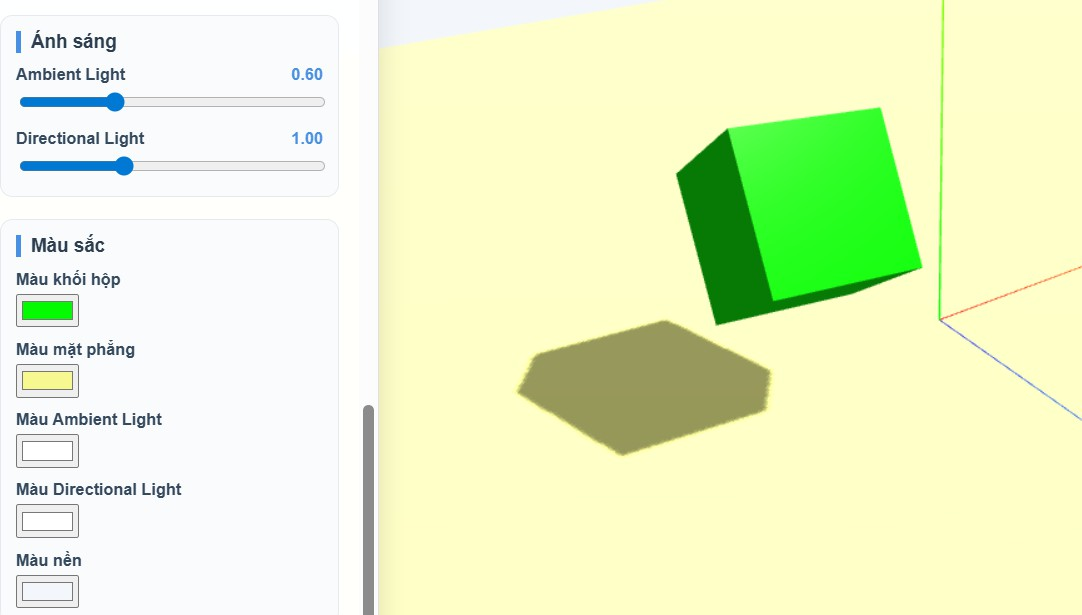 Ánh sáng
Ambient Light 0.60
Directional Light 1.00
Màu sắc
Màu khối hộp
Màu mặt phẳng
Màu Ambient Light
Màu Directional Light
Màu nền